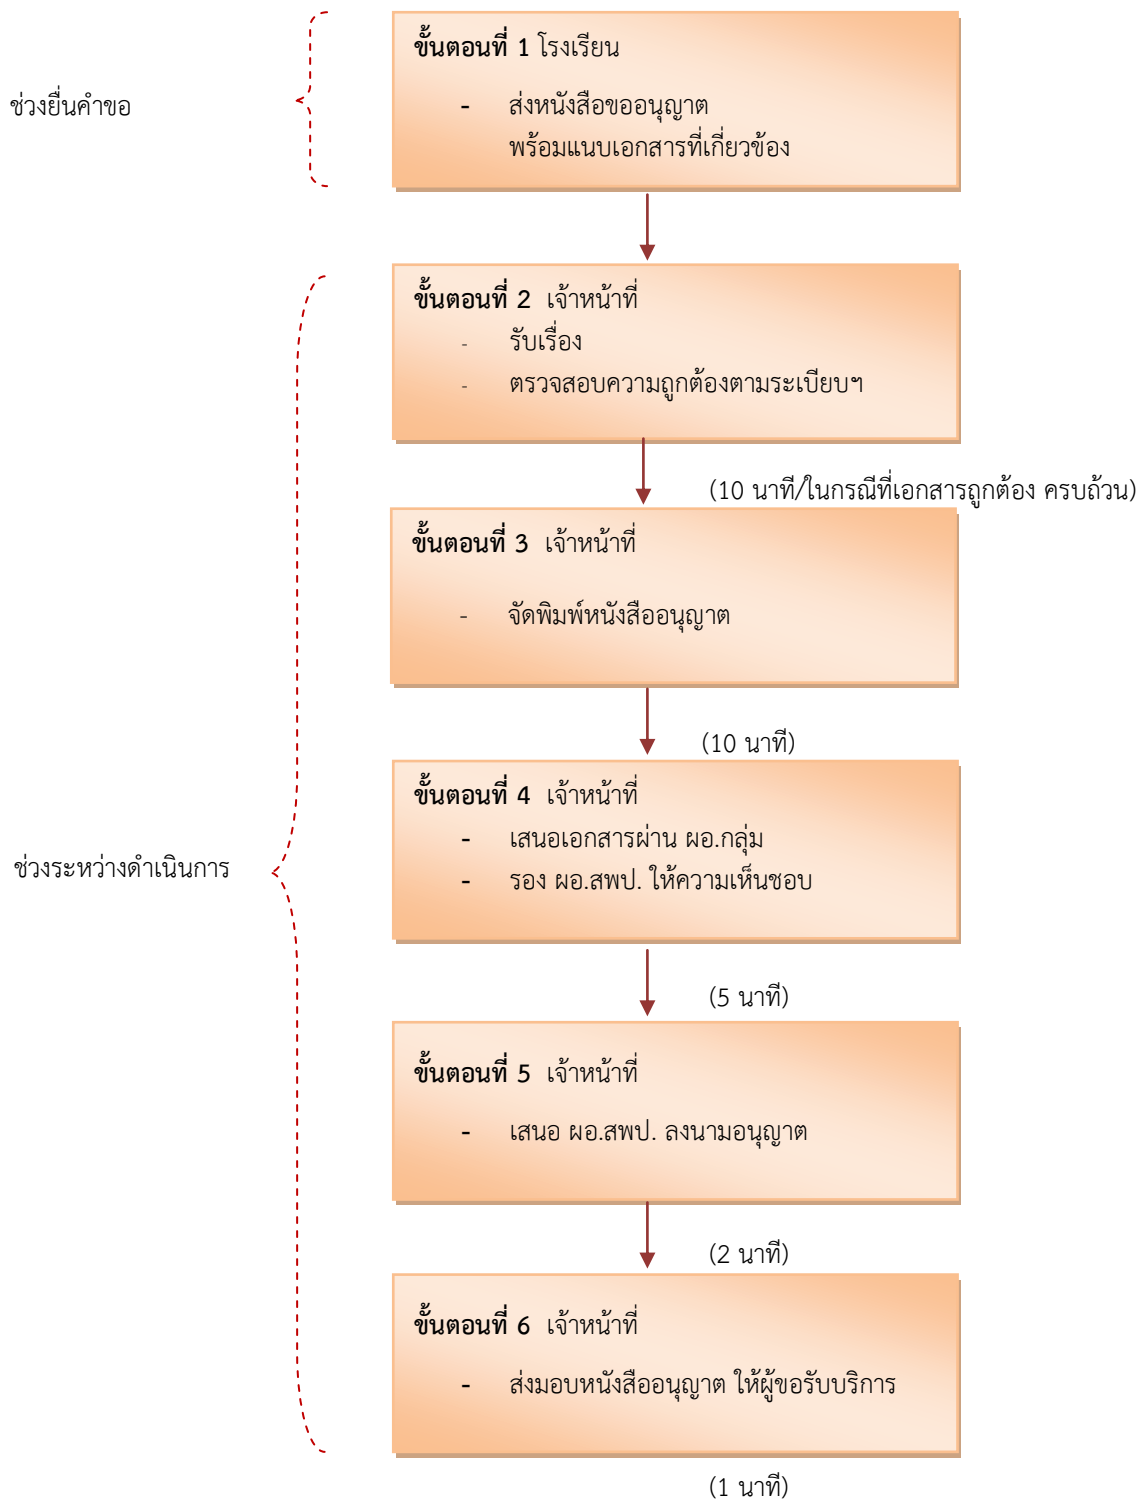 ช่วงยื่นคำขอ
ขั้นตอนที่ 1 โรงเรียน
- ส่งหนังสือขออนุญาต
พร้อมแนบเอกสารที่เกี่ยวข้อง
ขั้นตอนที่ 2 เจ้าหน้าที่
- รับเรื่อง
- ตรวจสอบความถูกต้องตามระเบียบฯ
(10 นาที/ในกรณีที่เอกสารถูกต้อง ครบถ้วน)
ขั้นตอนที่ 3 เจ้าหน้าที่
- จัดพิมพ์หนังสืออนุญาต
(10 นาที)
ขั้นตอนที่ 4 เจ้าหน้าที่
- เสนอเอกสารผ่าน ผอ.กลุ่ม
- รอง ผอ.สพป. ให้ความเห็นชอบ
ช่วงระหว่างดำเนินการ
(5 นาที)
ขั้นตอนที่ 5 เจ้าหน้าที่
- เสนอ ผอ.สพป. ลงนามอนุญาต
(2 นาที)
ขั้นตอนที่ 6 เจ้าหน้าที่
- ส่งมอบหนังสืออนุญาต ให้ผู้ขอรับบริการ
(1 นาที)